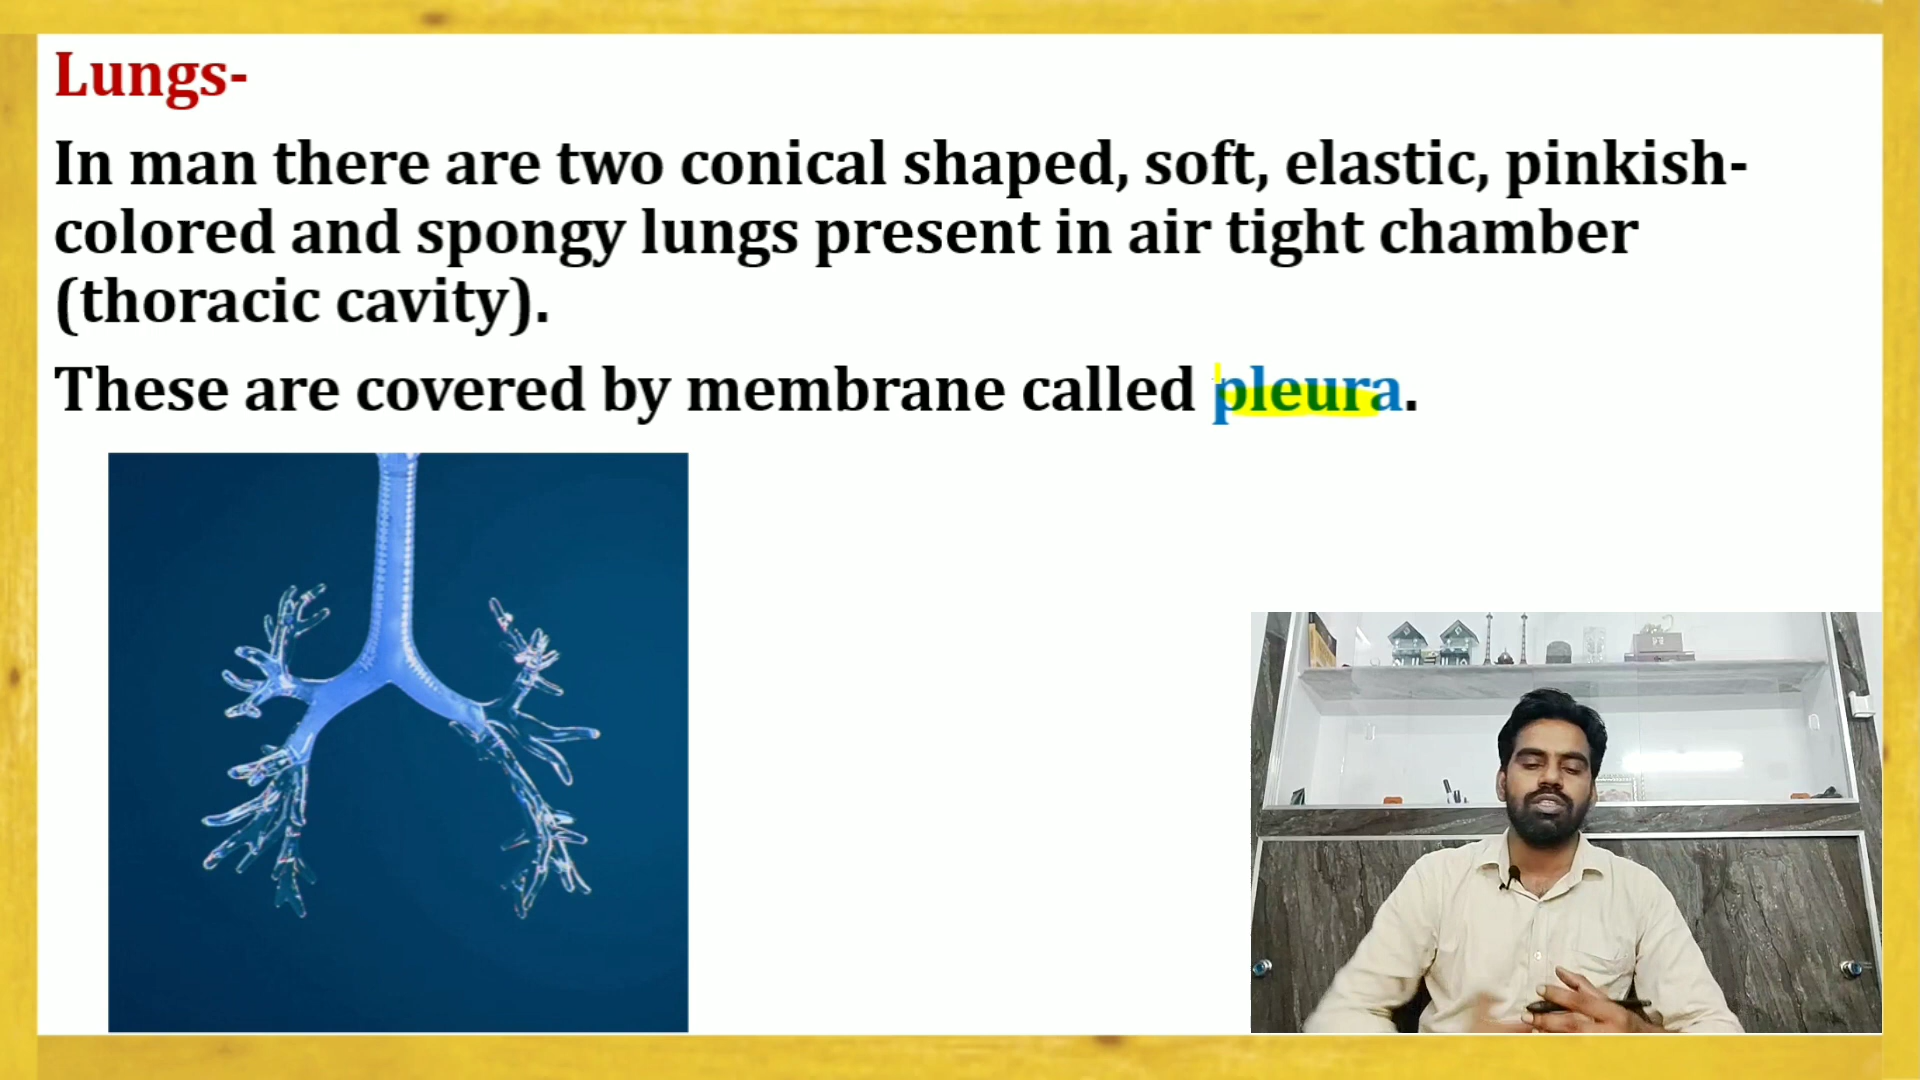 Lungs-
In man there are two conical shaped, soft, elastic, pinkish-
colored and spongy lungs present in air tight chamber
(thoracic cavity).
These are covered by membrane called pleura.